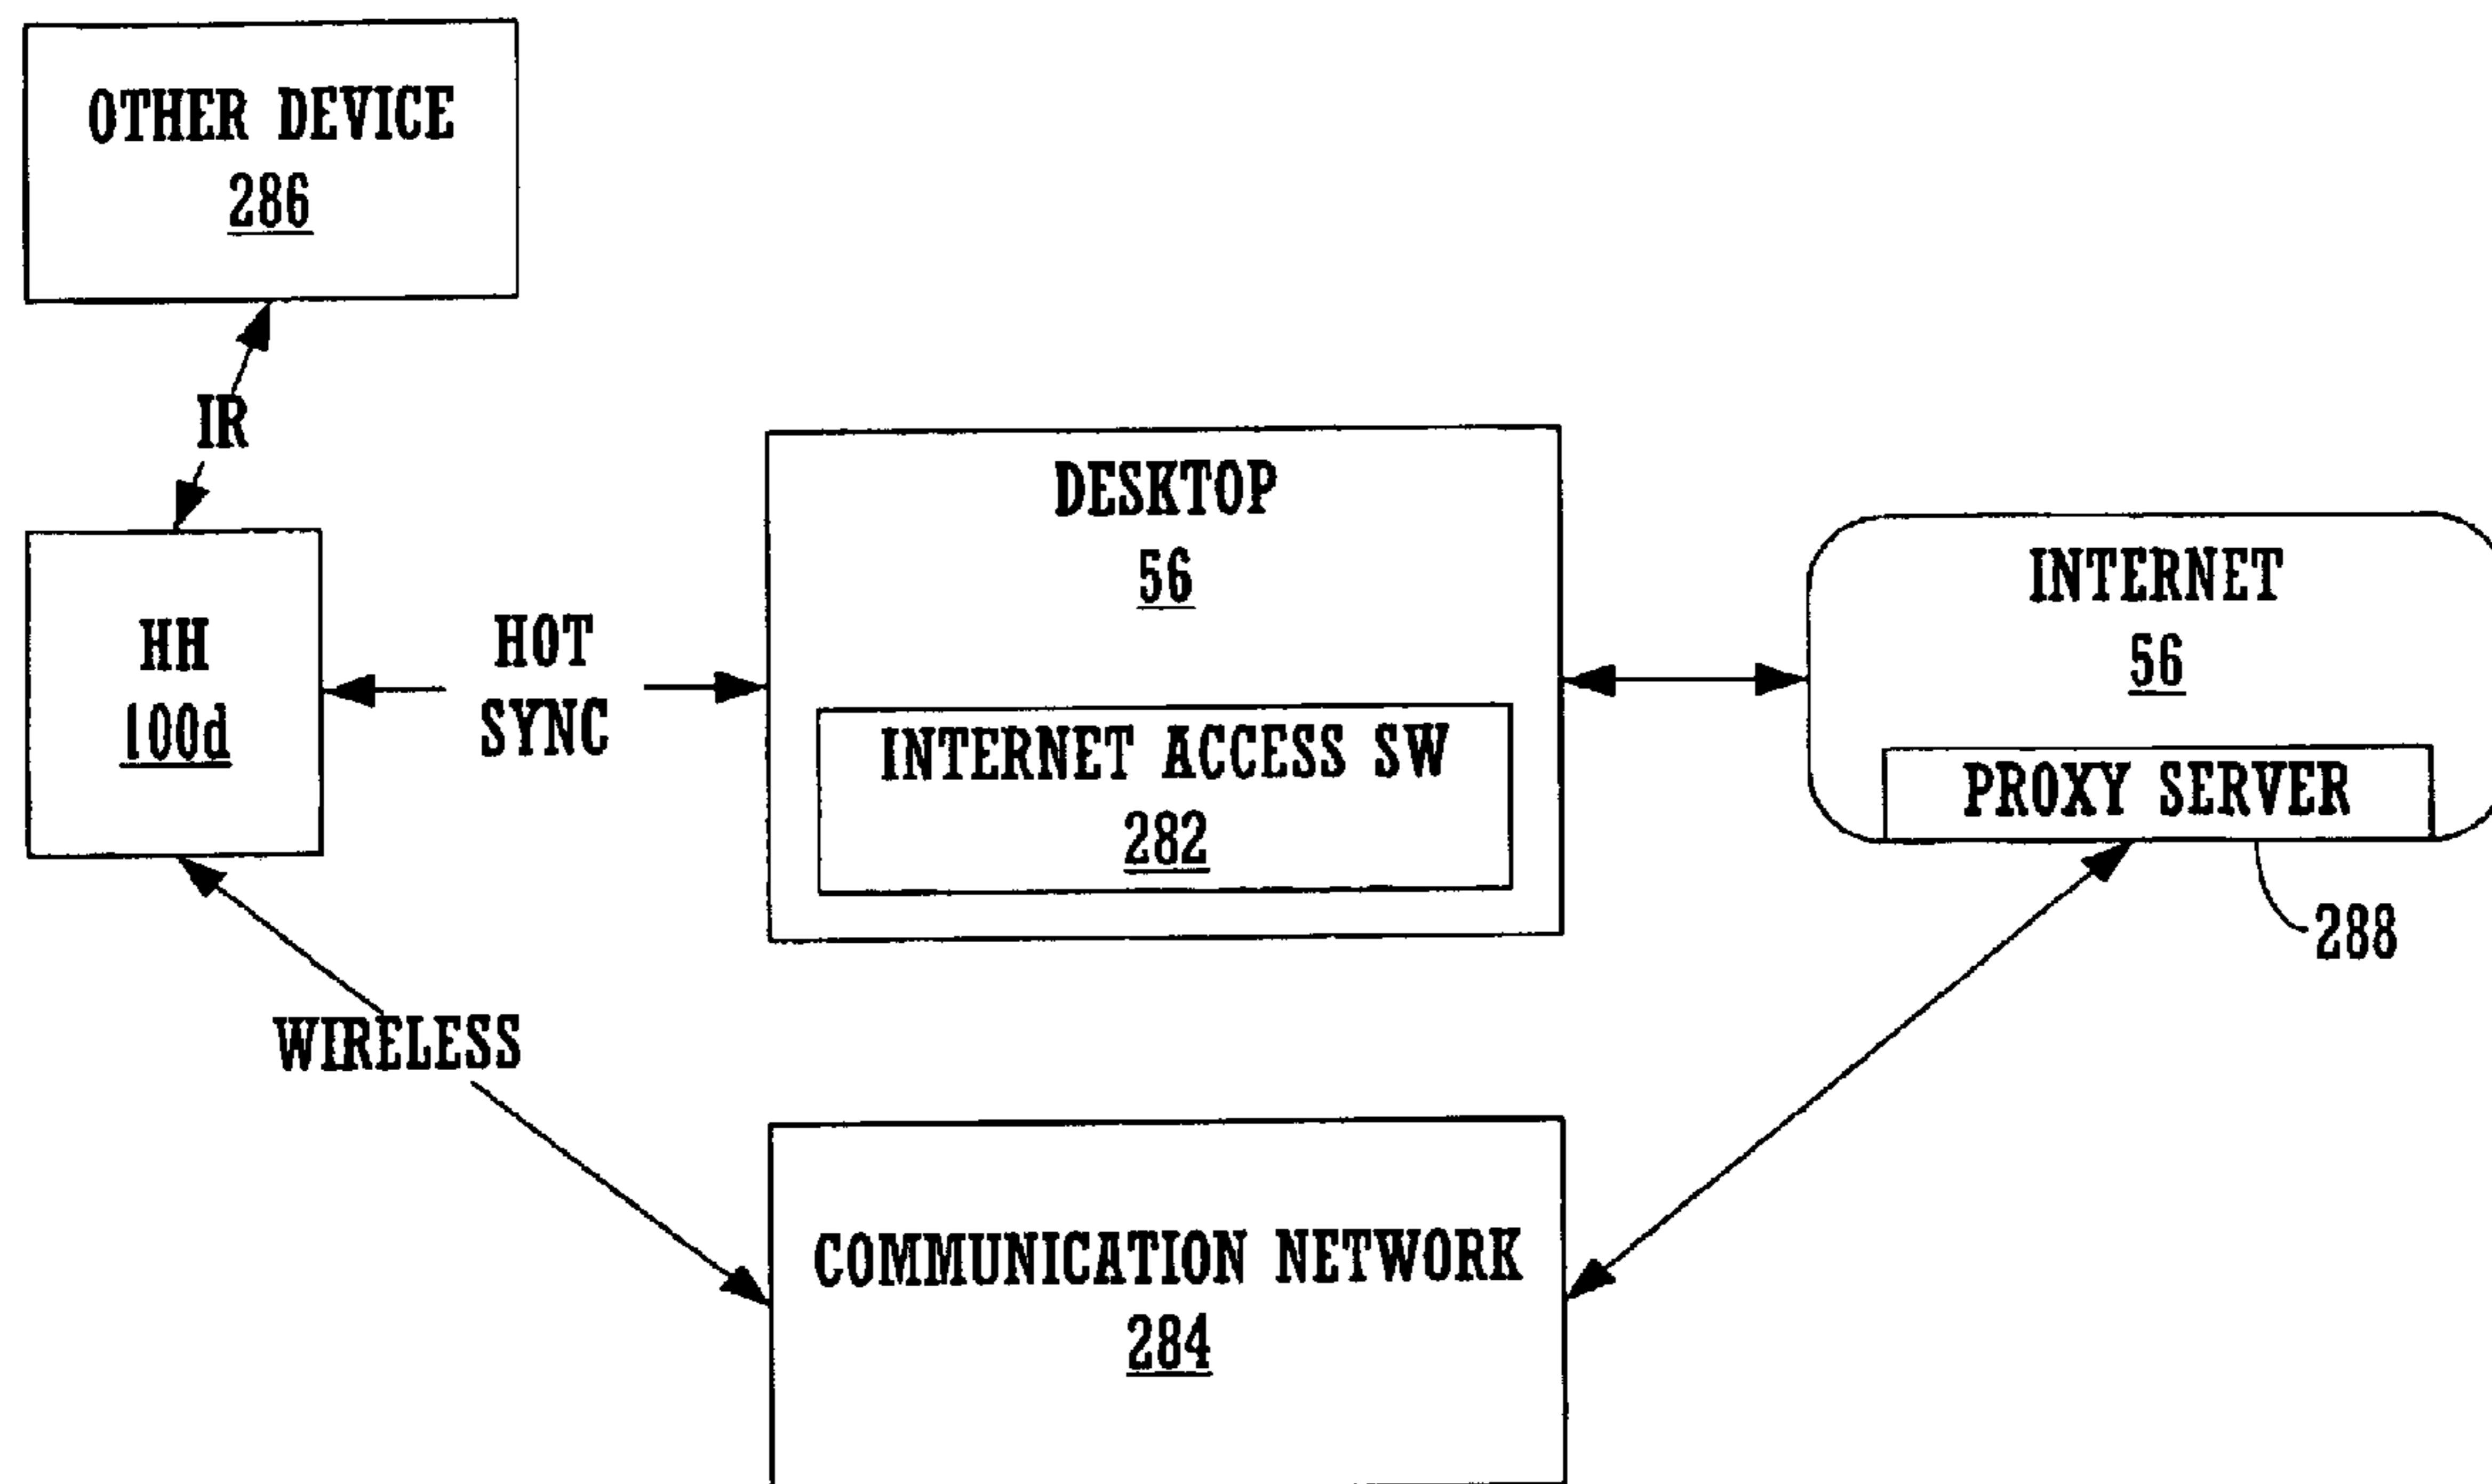 OTHER DEVICE
286
IR
HH
100d
HOT
SYNC
DESKTOP
56
INTERNET ACCESS SW
282
INTERNET
56
PROXY SERVER
288
WIRELESS
COMMUNICATION NETWORK
284